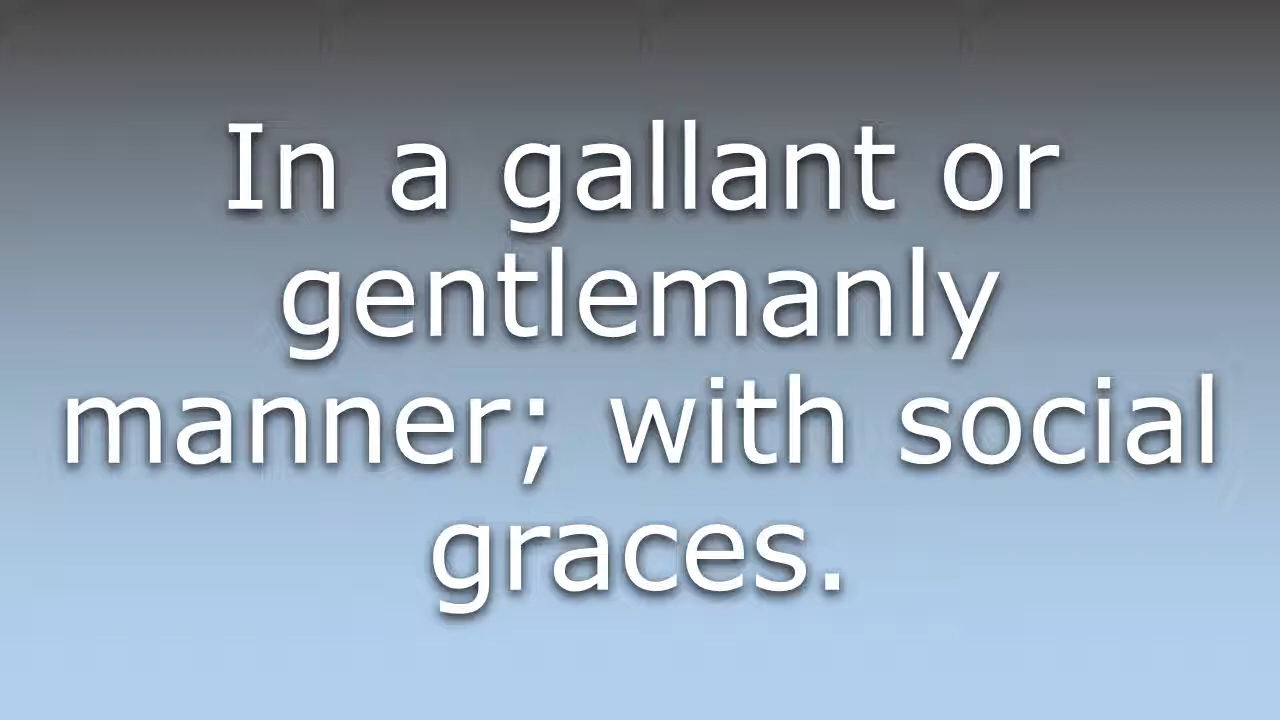 In a gallant or
gentlemanly
manner; with social
graces.